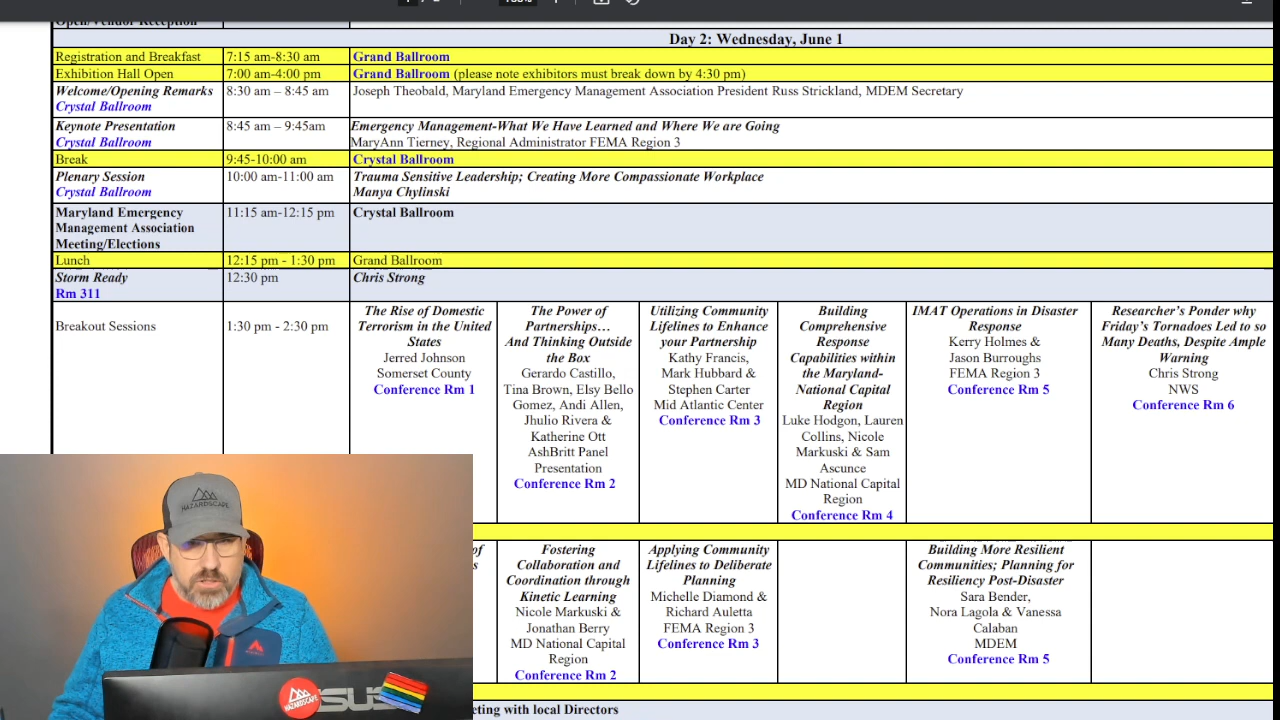 Open/Vendor Reception
Day 2: Wednesday, June 1
Registration and Breakfast 7:15 am-8:30 am Grand Ballroom
Exhibition Hall Open 7:00 am-4:00 pm Grand Ballroom (please note exhibitors must break down by 4:30 pm)
Welcome/Opening Remarks 8:30 am – 8:45 am Joseph Theobald, Maryland Emergency Management Association President Russ Strickland, MDEM Secretary
Crystal Ballroom
Keynote Presentation 8:45 am – 9:45am Emergency Management-What We Have Learned and Where We are Going
Crystal Ballroom MaryAnn Tierney, Regional Administrator FEMA Region 3
Break 9:45-10:00 am Crystal Ballroom
Plenary Session 10:00 am-11:00 am Trauma Sensitive Leadership; Creating More Compassionate Workplace
Crystal Ballroom Manya Chylinski
Maryland Emergency 11:15 am-12:15 pm Crystal Ballroom
Management Association
Meeting/Elections
Lunch 12:15 pm - 1:30 pm Grand Ballroom
Storm Ready 12:30 pm Chris Strong
Rm 311
Breakout Sessions 1:30 pm - 2:30 pm
The Rise of Domestic
Terrorism in the United
States
Jerred Johnson
Somerset County
Conference Rm 1
The Power of
Partnerships…
And Thinking Outside
the Box
Gerardo Castillo,
Tina Brown, Elsy Bello
Gomez, Andi Allen,
Jhulio Rivera &
Katherine Ott
AshBritt Panel
Presentation
Conference Rm 2
Utilizing Community
Lifelines to Enhance
your Partnership
Kathy Francis,
Mark Hubbard &
Stephen Carter
Mid Atlantic Center
Conference Rm 3
Building
Comprehensive
Response
Capabilities within
the Maryland-
National Capital
Region
Luke Hodgon, Lauren
Collins, Nicole
Markuski & Sam
Ascunce
MD National Capital
Region
Conference Rm 4
IMAT Operations in Disaster
Response
Kerry Holmes &
Jason Burroughs
FEMA Region 3
Conference Rm 5
Researcher's Ponder why
Friday's Tornadoes Led to so
Many Deaths, Despite Ample
Warning
Chris Strong
NWS
Conference Rm 6
of
s
Fostering
Collaboration and
Coordination through
Kinetic Learning
Nicole Markuski &
Jonathan Berry
MD National Capital
Region
Conference Rm 2
Applying Community
Lifelines to Deliberate
Planning
Michelle Diamond &
Richard Auletta
FEMA Region 3
Conference Rm 3
Building More Resilient
Communities; Planning for
Resiliency Post-Disaster
Sara Bender,
Nora Lagola & Vanessa
Calaban
MDEM
Conference Rm 5
eting with local Directors
HAZARDSCAPE
HAZARDSCAPE
ASUS